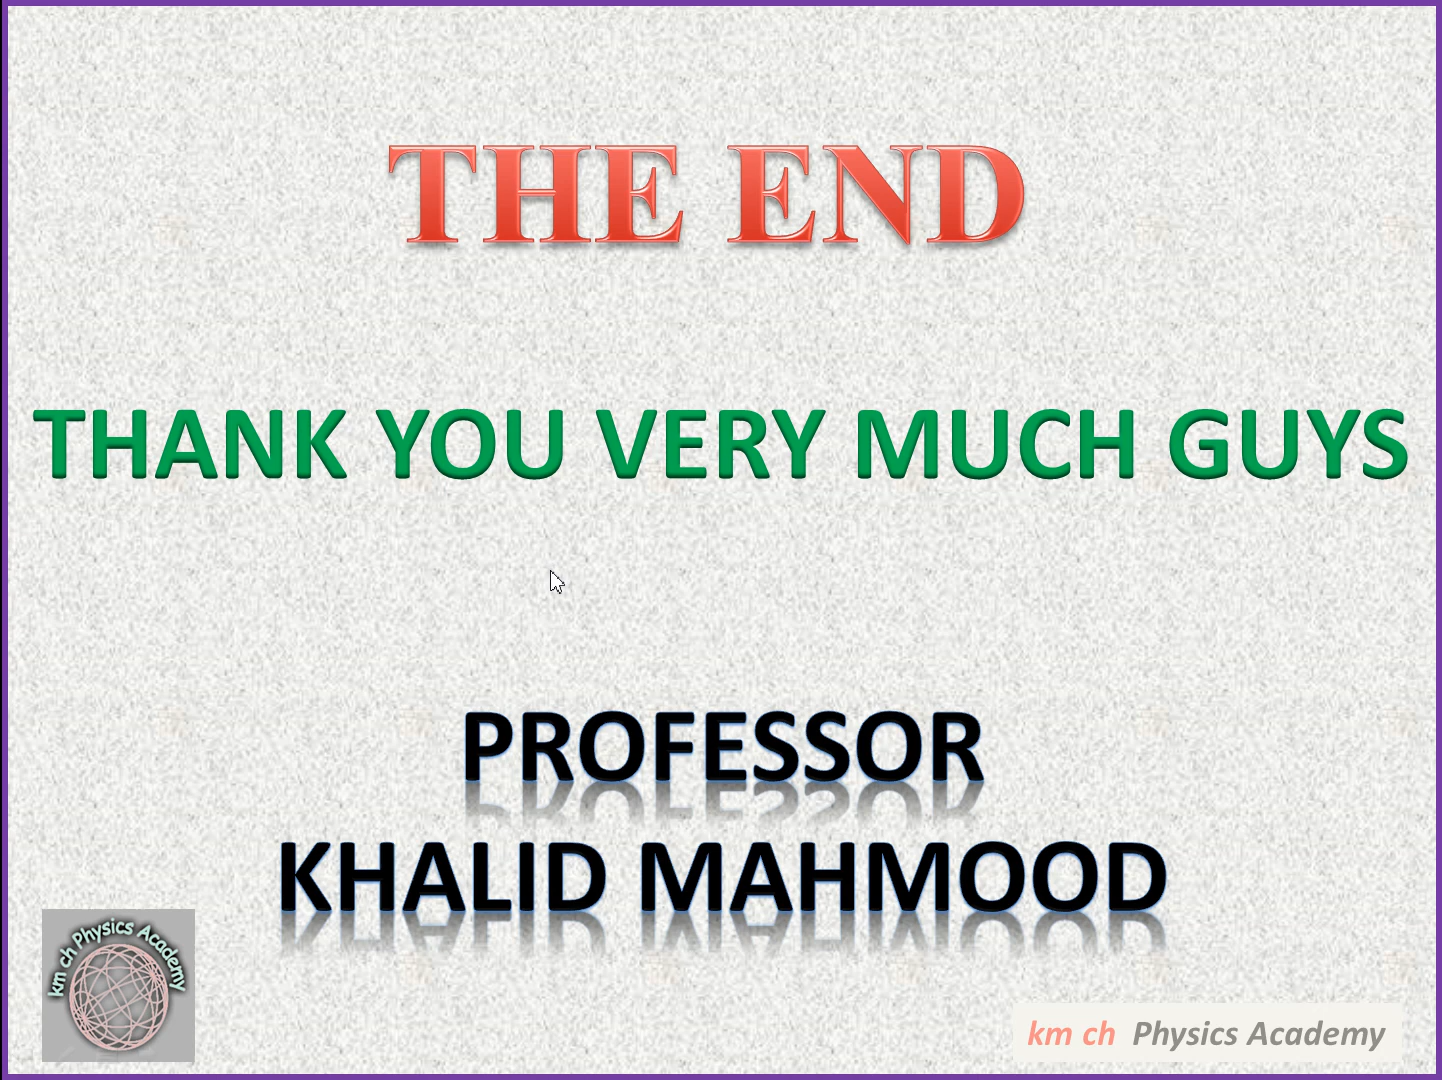 THE END
THANK YOU VERY MUCH GUYS
PROFESSOR
KHALID MAHMOOD
km ch Physics Academy
km ch Physics Academy